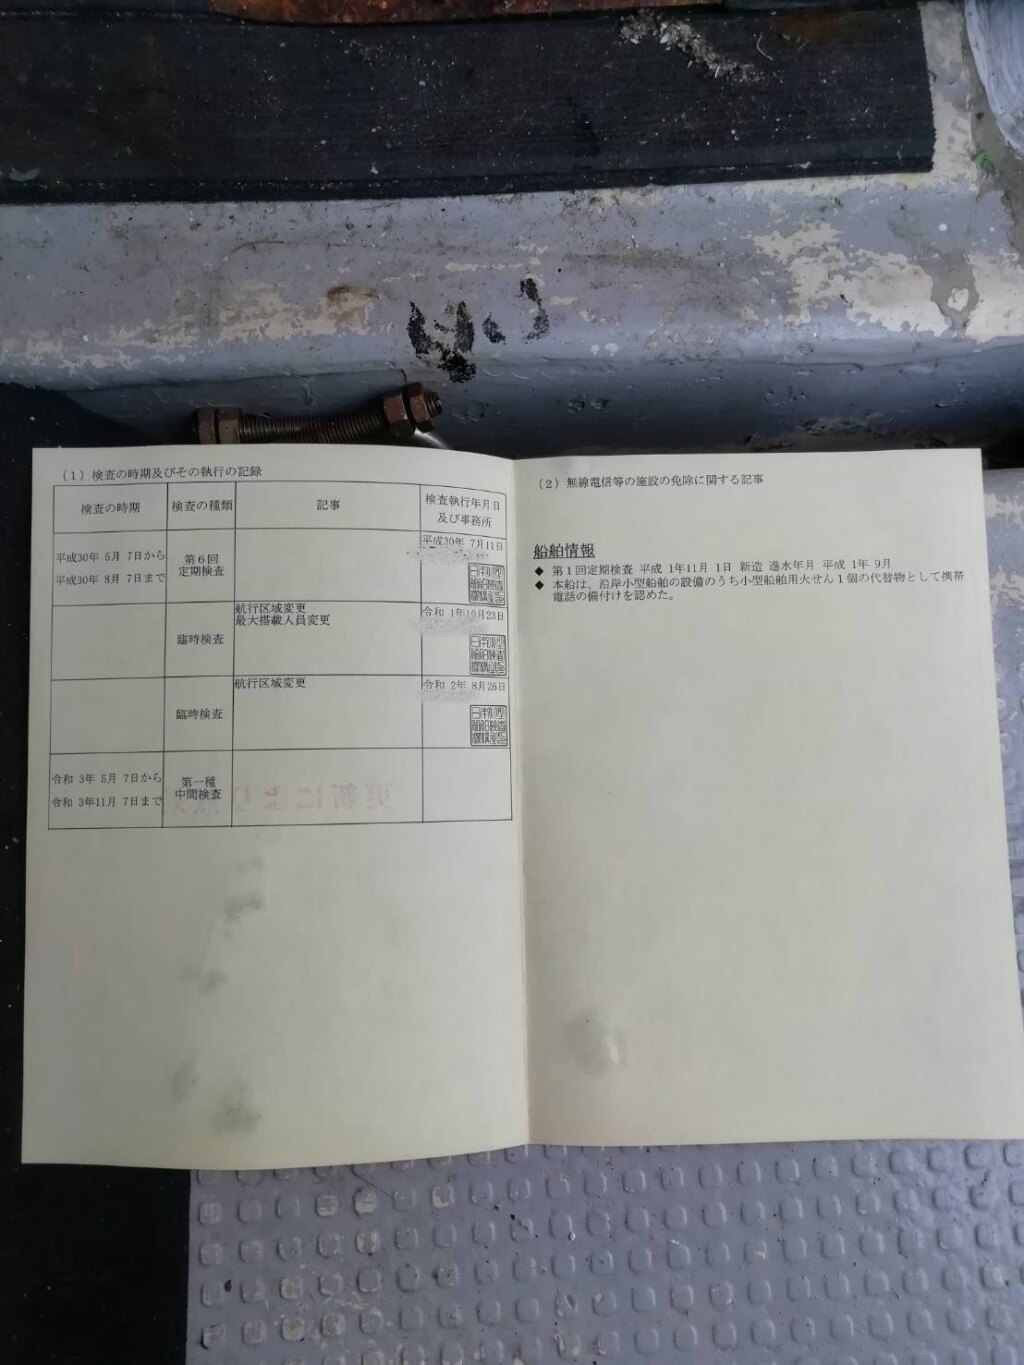 （1）検査の時期及びその執行の記録
検査の時期
検査の種類
記事
検査執行年月日
及び事務所
平成30年 5月 7日から
平成30年 8月 7日まで
第６回
定期検査
平成30年 7月11日
臨時検査
航行区域変更
最大搭載人員変更
令和 1年10月23日
臨時検査
航行区域変更
令和 2年 8月26日
令和 3年 5月 7日から
令和 3年11月 7日まで
第一種
中間検査
更新により
（2）無線電信等の施設の免除に関する記事
船舶情報
◆ 第１回定期検査 平成 1年11月 1日 新造 進水年月 平成 1年 9月
◆ 本船は、沿岸小型船舶の設備のうち小型船舶用火せん１個の代替物として携帯
電話の備付けを認めた。